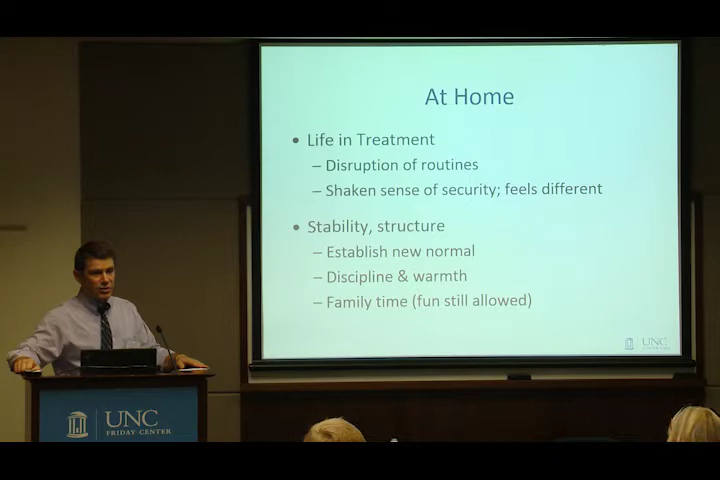 At Home
• Life in Treatment
– Disruption of routines
– Shaken sense of security; feels different
• Stability, structure
– Establish new normal
– Discipline & warmth
– Family time (fun still allowed)
UNC
UNC
FRIDAY CENTER